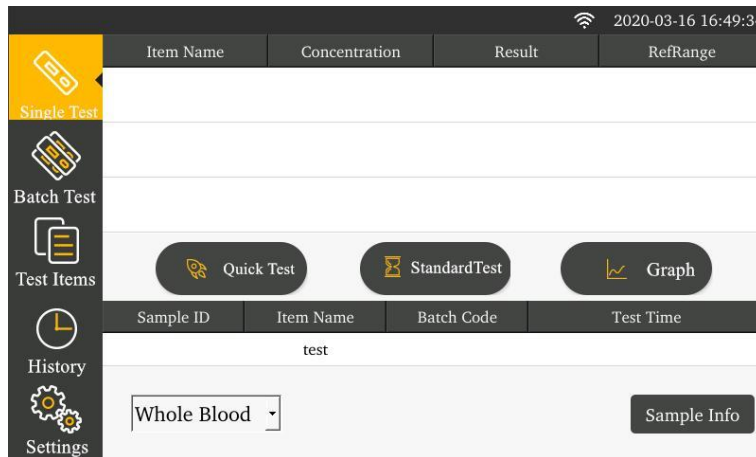 2020-03-16 16:49:3
Item Name Concentration Result RefRange
Single Test
Batch Test
Test Items
History
Settings
Quick Test StandardTest Graph
Sample ID Item Name Batch Code Test Time
test
Whole Blood Sample Info